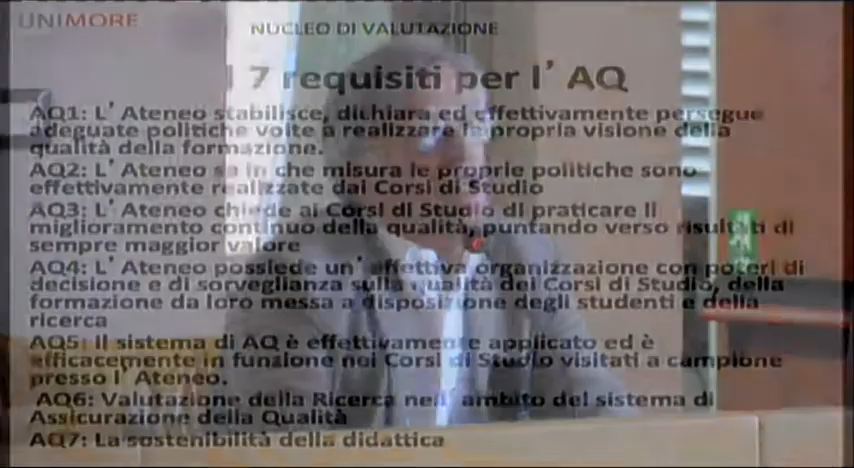 UNIMORE
NUCLEO DI VALUTAZIONE
I 7 requisiti per l' AQ
AQ1: L' Ateneo stabilisce, dichiara ed effettivamente persegue
adeguate politiche volte a realizzare la propria visione della
qualità della formazione.
AQ2: L' Ateneo sa in che misura le proprie politiche sono
effettivamente realizzate dai Corsi di Studio
AQ3: L' Ateneo chiede ai Corsi di Studio di praticare il
miglioramento continuo della qualità, puntando verso risultati di
sempre maggior valore
AQ4: L' Ateneo possiede un' effettiva organizzazione con poteri di
decisione e di sorveglianza sulla qualità dei Corsi di Studio, della
formazione da loro messa a disposizione degli studenti e della
ricerca
AQ5: Il sistema di AQ è effettivamente applicato ed è
efficacemente in funzione nei Corsi di Studio visitati a campione
presso l' Ateneo.
AQ6: Valutazione della Ricerca nell' ambito del sistema di
Assicurazione della Qualità
AQ7: La sostenibilità della didattica